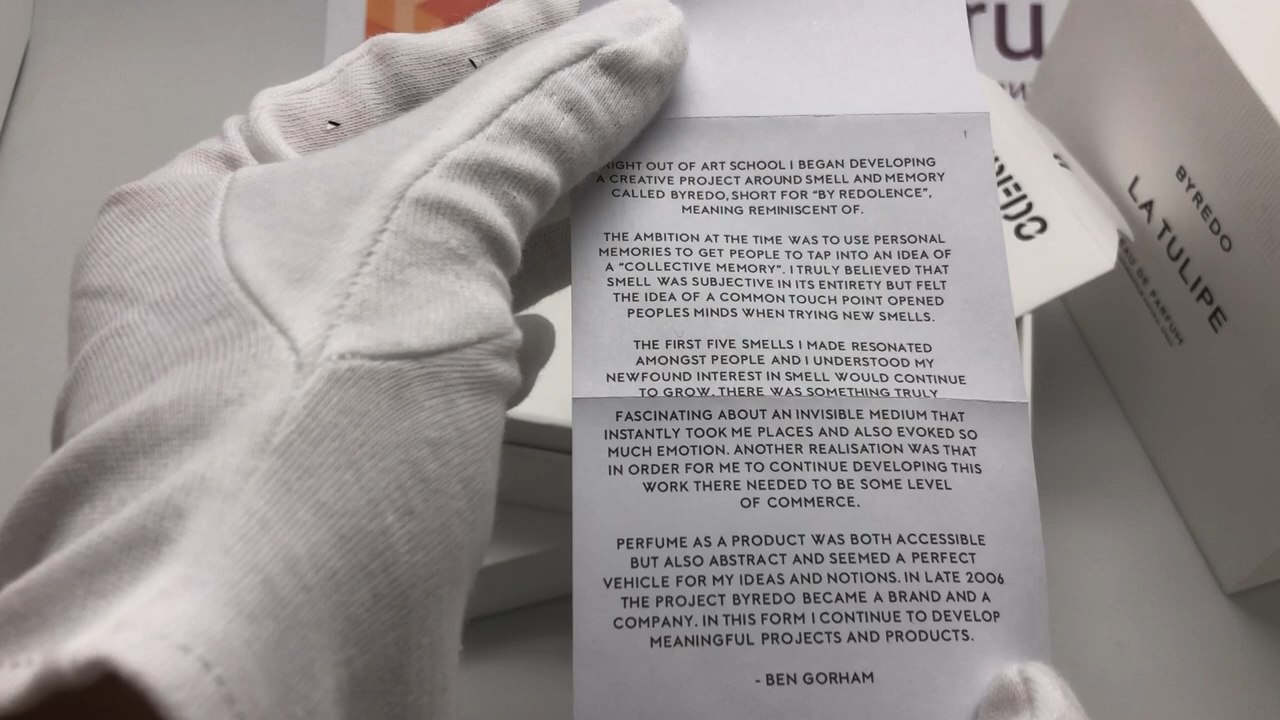 RIGHT OUT OF ART SCHOOL I BEGAN DEVELOPING
A CREATIVE PROJECT AROUND SMELL AND MEMORY
CALLED BYREDO, SHORT FOR “BY REDOLENCE”,
MEANING REMINISCENT OF.
THE AMBITION AT THE TIME WAS TO USE PERSONAL
MEMORIES TO GET PEOPLE TO TAP INTO AN IDEA OF
A “COLLECTIVE MEMORY”. I TRULY BELIEVED THAT
SMELL WAS SUBJECTIVE IN ITS ENTIRETY BUT FELT
THE IDEA OF A COMMON TOUCH POINT OPENED
PEOPLES MINDS WHEN TRYING NEW SMELLS.
THE FIRST FIVE SMELLS I MADE RESONATED
AMONGST PEOPLE AND I UNDERSTOOD MY
NEWFOUND INTEREST IN SMELL WOULD CONTINUE
TO GROW. THERE WAS SOMETHING TRULY
FASCINATING ABOUT AN INVISIBLE MEDIUM THAT
INSTANTLY TOOK ME PLACES AND ALSO EVOKED SO
MUCH EMOTION. ANOTHER REALISATION WAS THAT
IN ORDER FOR ME TO CONTINUE DEVELOPING THIS
WORK THERE NEEDED TO BE SOME LEVEL
OF COMMERCE.
PERFUME AS A PRODUCT WAS BOTH ACCESSIBLE
BUT ALSO ABSTRACT AND SEEMED A PERFECT
VEHICLE FOR MY IDEAS AND NOTIONS. IN LATE 2006
THE PROJECT BYREDO BECAME A BRAND AND A
COMPANY. IN THIS FORM I CONTINUE TO DEVELOP
MEANINGFUL PROJECTS AND PRODUCTS.
- BEN GORHAM
ru
BYREDO
LA TULIPE
EAU DE PARFUM